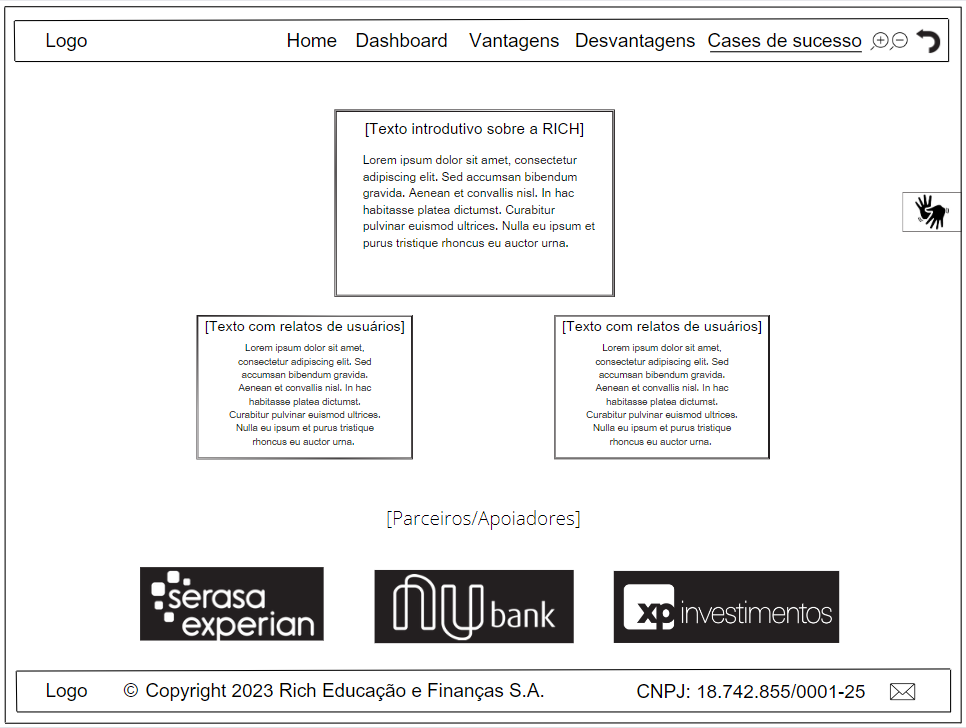 Logo Home Dashboard Vantagens Desvantagens Cases de sucesso
[Texto introdutivo sobre a RICH]
Lorem ipsum dolor sit amet, consectetur
adipiscing elit. Sed accumsan bibendum
gravida. Aenean et convallis nisl. In hac
habitasse platea dictumst. Curabitur
pulvinar euismod ultrices. Nulla eu ipsum et
purus tristique rhoncus eu auctor urna.
[Texto com relatos de usuários]
Lorem ipsum dolor sit amet,
consectetur adipiscing elit. Sed
accumsan bibendum gravida.
Aenean et convallis nisl. In hac
habitasse platea dictumst.
Curabitur pulvinar euismod ultrices.
Nulla eu ipsum et purus tristique
rhoncus eu auctor urna.
[Texto com relatos de usuários]
Lorem ipsum dolor sit amet,
consectetur adipiscing elit. Sed
accumsan bibendum gravida.
Aenean et convallis nisl. In hac
habitasse platea dictumst.
Curabitur pulvinar euismod ultrices.
Nulla eu ipsum et purus tristique
rhoncus eu auctor urna.
[Parceiros/Apoiadores]
serasa
experian
nu bank
xp investimentos
Logo © Copyright 2023 Rich Educação e Finanças S.A. CNPJ: 18.742.855/0001-25